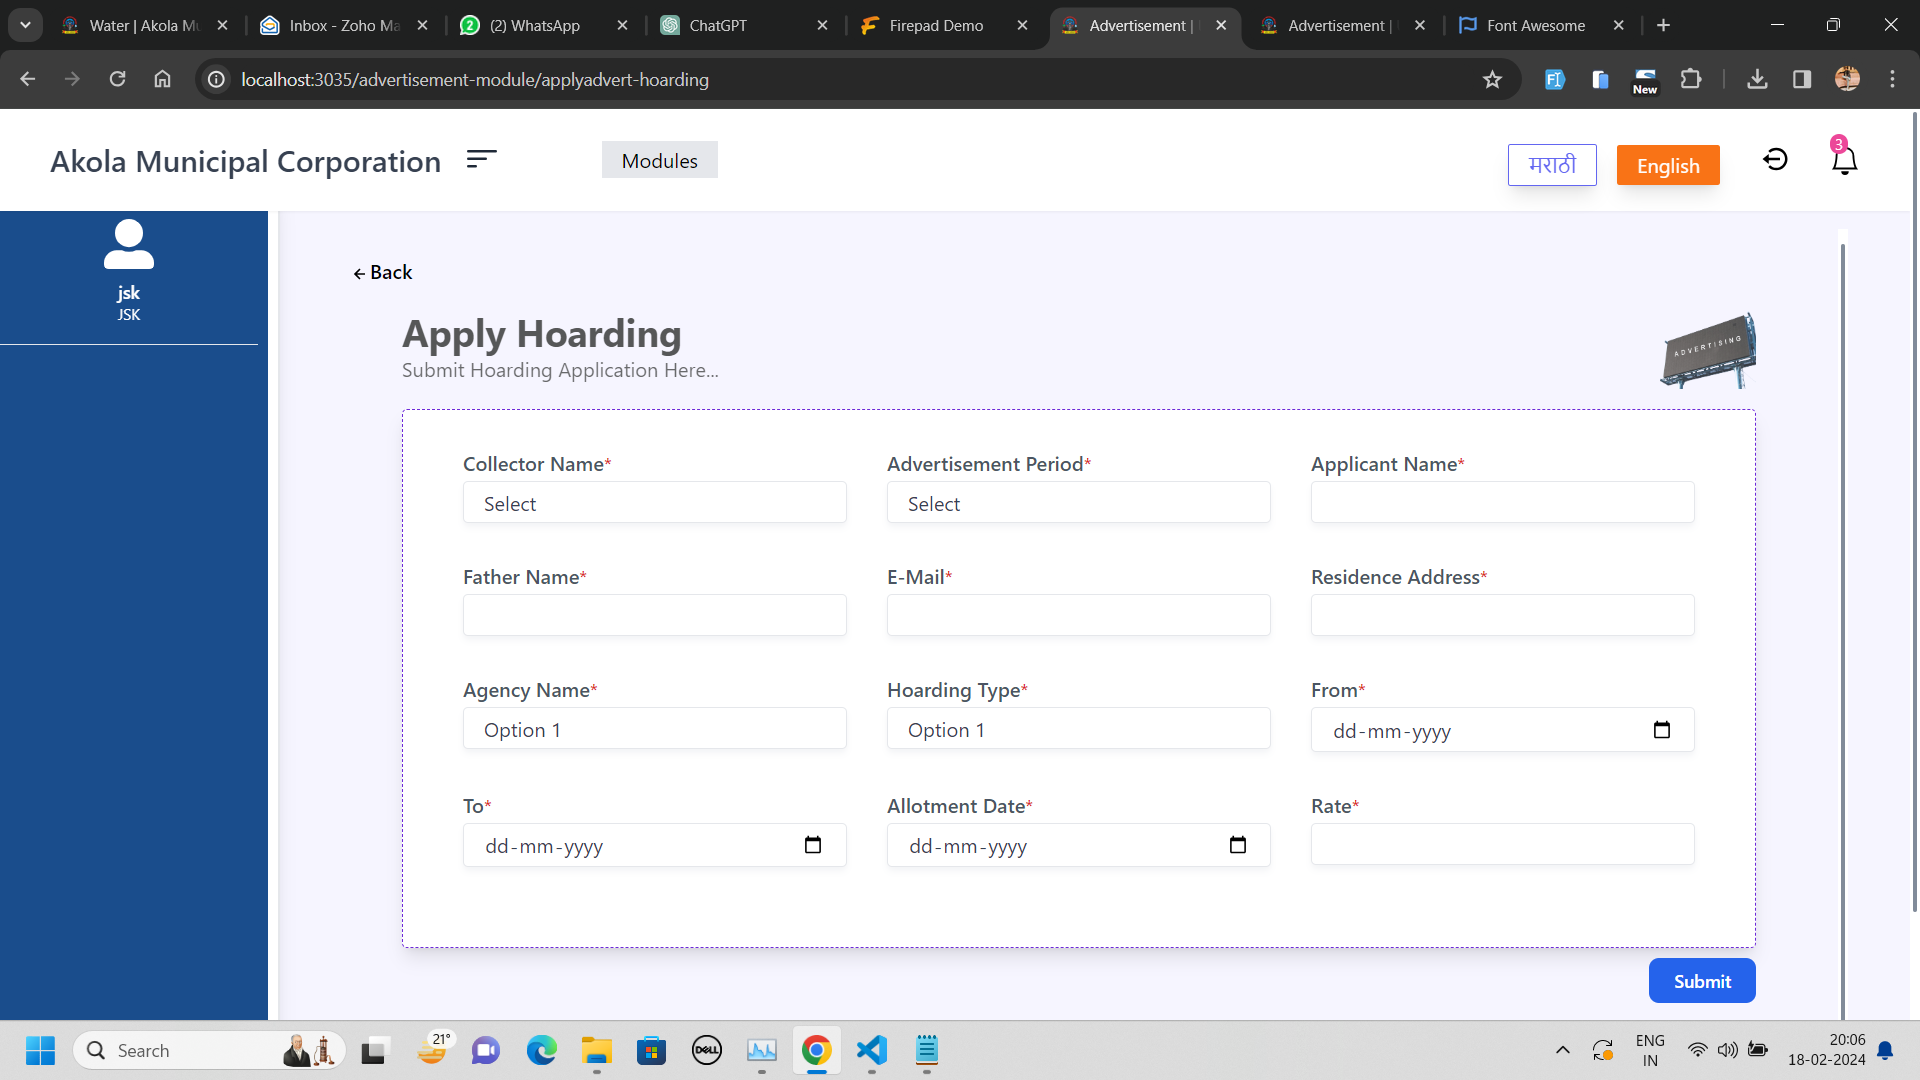 Water | Akola Mu
Inbox - Zoho Ma
(2) WhatsApp
ChatGPT
Firepad Demo
Advertisement |
Advertisement |
Font Awesome
localhost:3035/advertisement-module/applyadvert-hoarding
New
Akola Municipal Corporation
Modules
मराठी
English
3
jsk
JSK
Back
Apply Hoarding
Submit Hoarding Application Here...
ADVERTISING
Collector Name*
Advertisement Period*
Applicant Name*
Select
Select
Father Name*
E-Mail*
Residence Address*
Agency Name*
Hoarding Type*
From*
Option 1
Option 1
dd-mm-yyyy
To*
Allotment Date*
Rate*
dd-mm-yyyy
dd-mm-yyyy
Submit
Search
21°
DELL
ENG
IN
20:06
18-02-2024